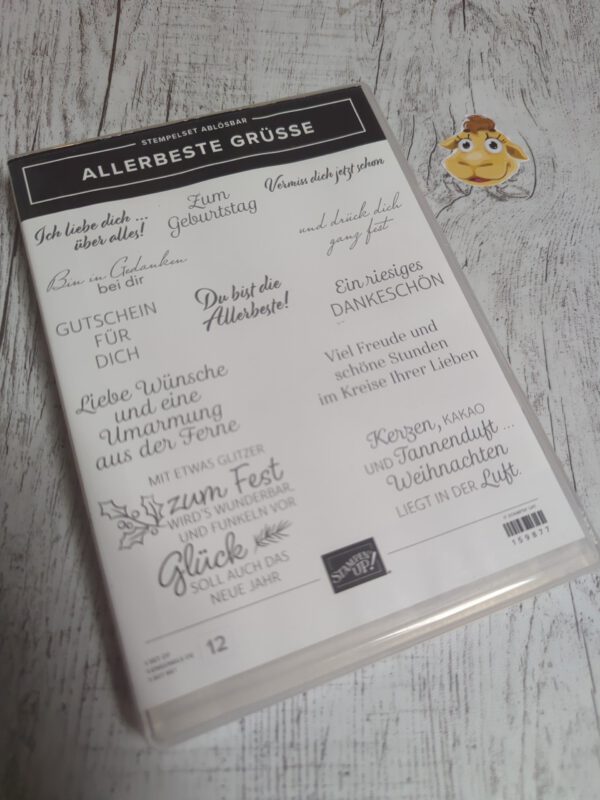 STEMPELSET ABLÖSBAR
ALLERBESTE GRÜSSE
Ich liebe dich ...
über alles!
Zum
Geburtstag
Vermiss dich jetzt schon
und drück dich
ganz fest
Bin in Gedanken
bei dir
Du bist die
Allerbeste!
Ein riesiges
DANKESCHÖN
GUTSCHEIN
FÜR
DICH
Viel Freude und
schöne Stunden
im Kreise Ihrer Lieben
Liebe Wünsche
und eine
Umarmung
aus der Ferne
Kerzen, KAKAO
UND Tannenduft ...
Weihnachten
LIEGT IN DER Luft.
MIT ETWAS GLITZER
zum Fest
WIRD'S WUNDERBAR,
UND FUNKELN VOR
Glück
SOLL AUCH DAS
NEUE JAHR
STAMPIN'
UP!
159877
1 SET OF
12